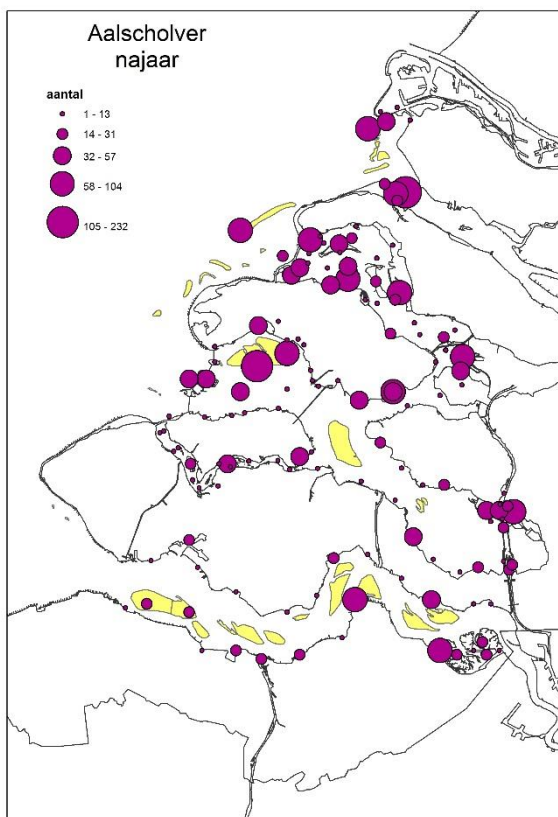 Aalscholver
najaar
aantal
1 - 13
14 - 31
32 - 57
58 - 104
105 - 232